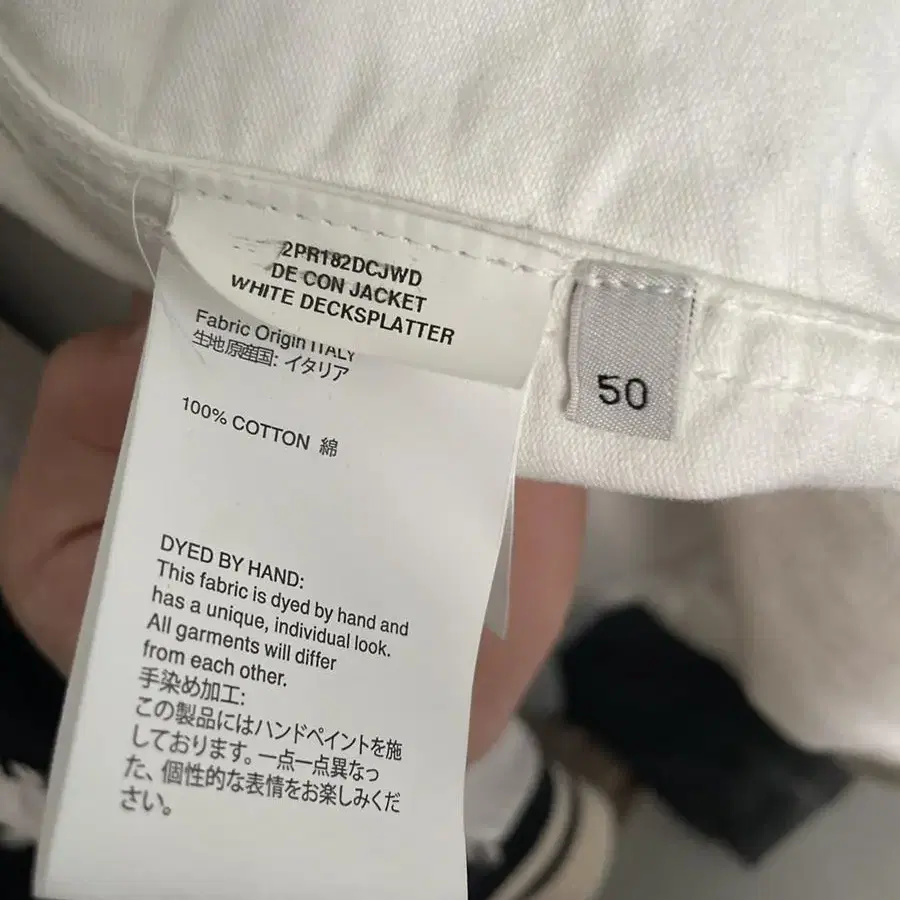 2PR182DCJWD
DE CON JACKET
WHITE DECKSPLATTER
Fabric Origin ITALY
生地原産国: イタリア
100% COTTON 綿
DYED BY HAND:
This fabric is dyed by hand and
has a unique, individual look.
All garments will differ
from each other.
手染め加工:
この製品にはハンドペイントを施
しております。一点一点異なっ
た、個性的な表情をお楽しみくだ
さい。
50